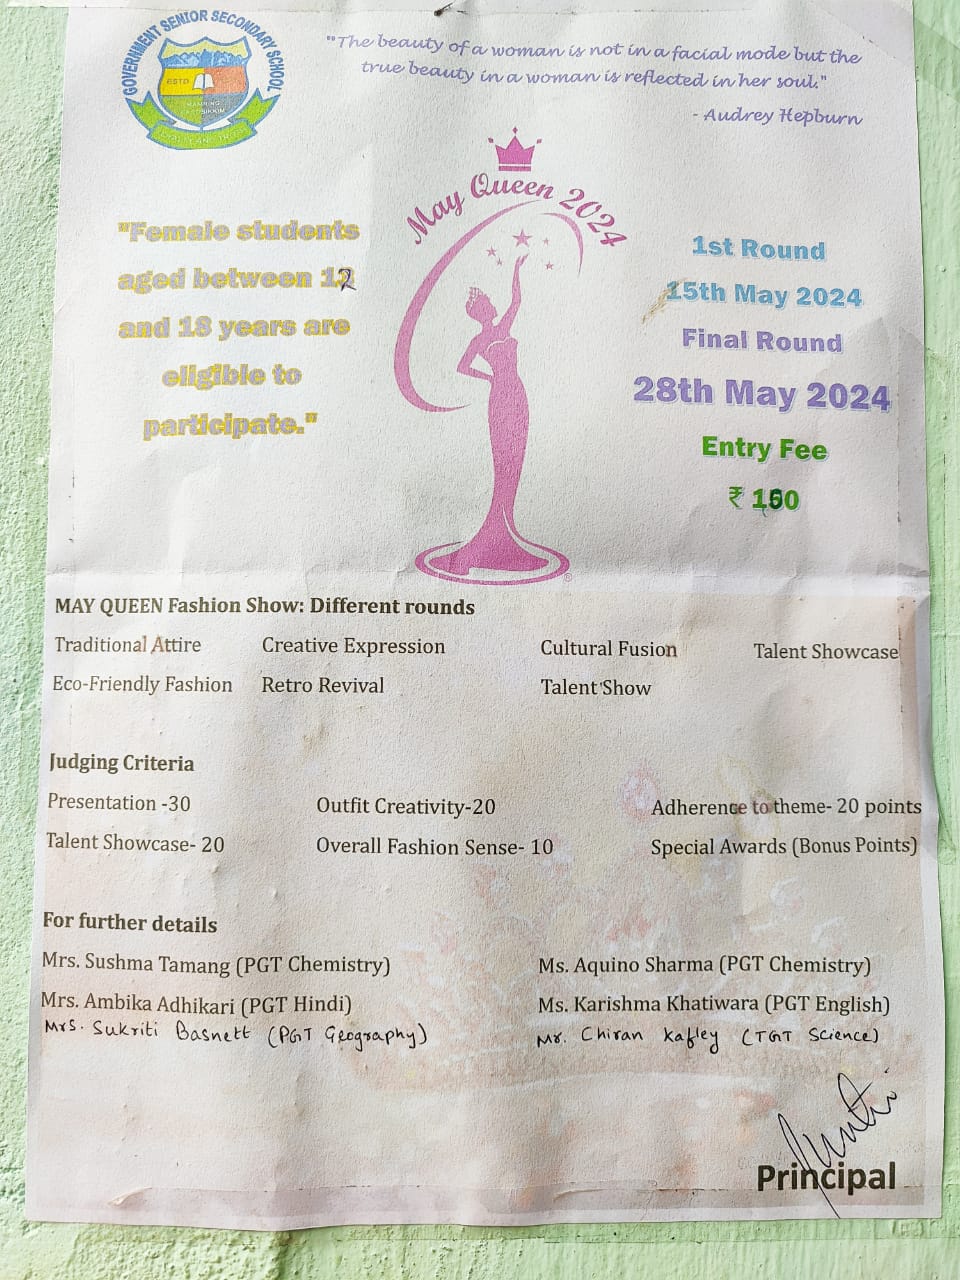 GOVERNMENT SENIOR SECONDARY SCHOOL
ESTD
"The beauty of a woman is not in a facial mode but the
true beauty in a woman is reflected in her soul."
- Audrey Hepburn
May Queen 2024
"Female students
aged between 12
and 18 years are
eligible to
participate."
1st Round
15th May 2024
Final Round
28th May 2024
Entry Fee
₹
®
MAY QUEEN Fashion Show: Different rounds
Traditional Attire Creative Expression Cultural Fusion Talent Showcase
Eco-Friendly Fashion Retro Revival Talent Show
Judging Criteria
Presentation -30 Outfit Creativity-20 Adherence to theme- 20 points
Talent Showcase- 20 Overall Fashion Sense- 10 Special Awards (Bonus Points)
For further details
Mrs. Sushma Tamang (PGT Chemistry) Ms. Aquino Sharma (PGT Chemistry)
Mrs. Ambika Adhikari (PGT Hindi) Ms. Karishma Khatiwara (PGT English)
Mrs. Sukriti Basnett (PGT Geography) Mr. Chiran Kafley (TGT Science)
Principal